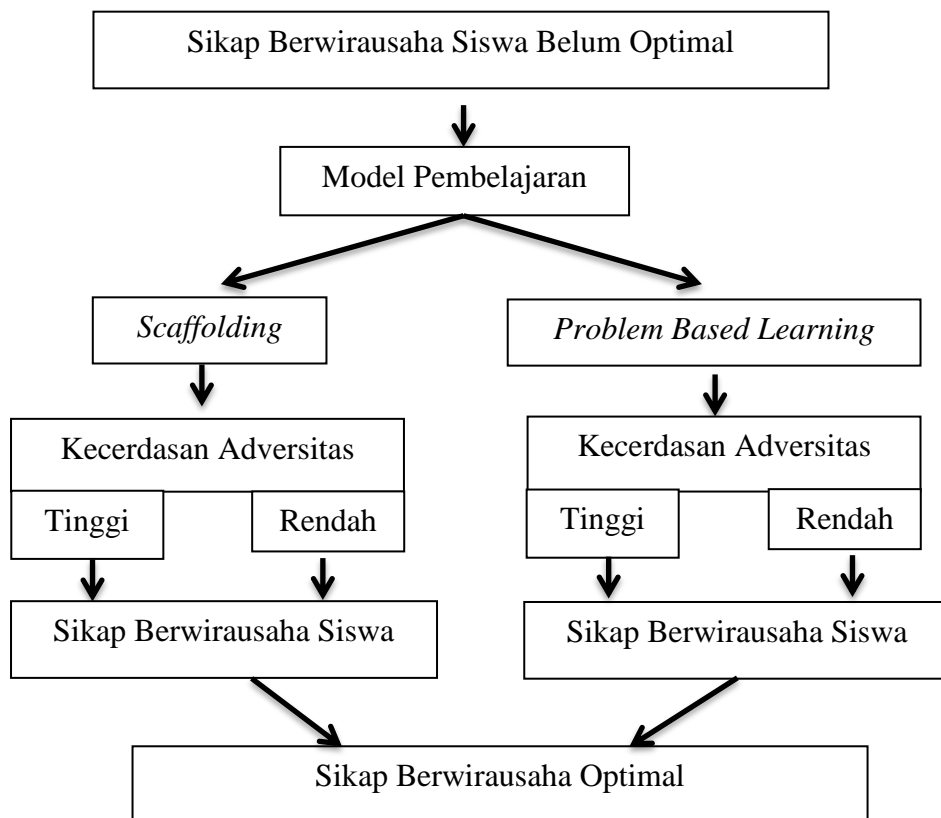 Sikap Berwirausaha Siswa Belum Optimal
Model Pembelajaran
Scaffolding
Problem Based Learning
Kecerdasan Adversitas
Kecerdasan Adversitas
Tinggi
Rendah
Tinggi
Rendah
Sikap Berwirausaha Siswa
Sikap Berwirausaha Siswa
Sikap Berwirausaha Optimal